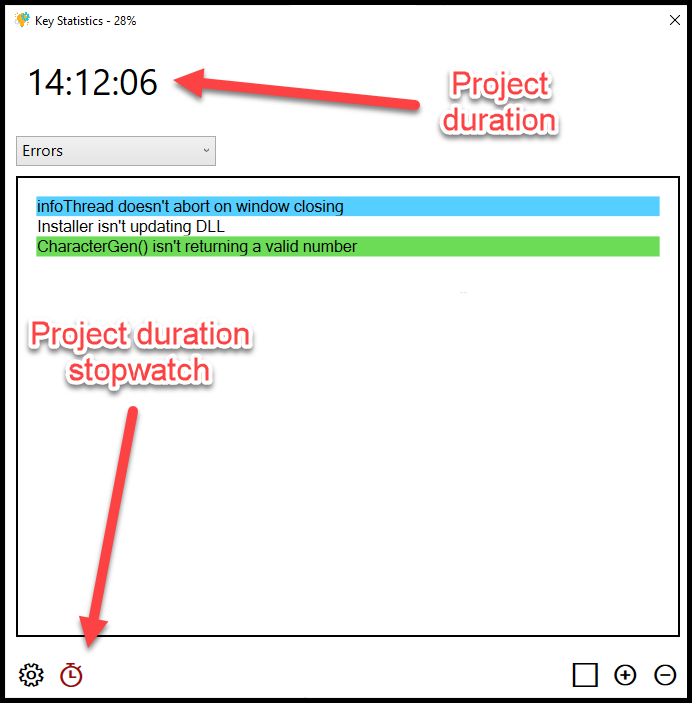 Key Statistics - 28%
14:12:06
Project
duration
Errors
infoThread doesn't abort on window closing
Installer isn't updating DLL
CharacterGen() isn't returning a valid number
Project duration
stopwatch